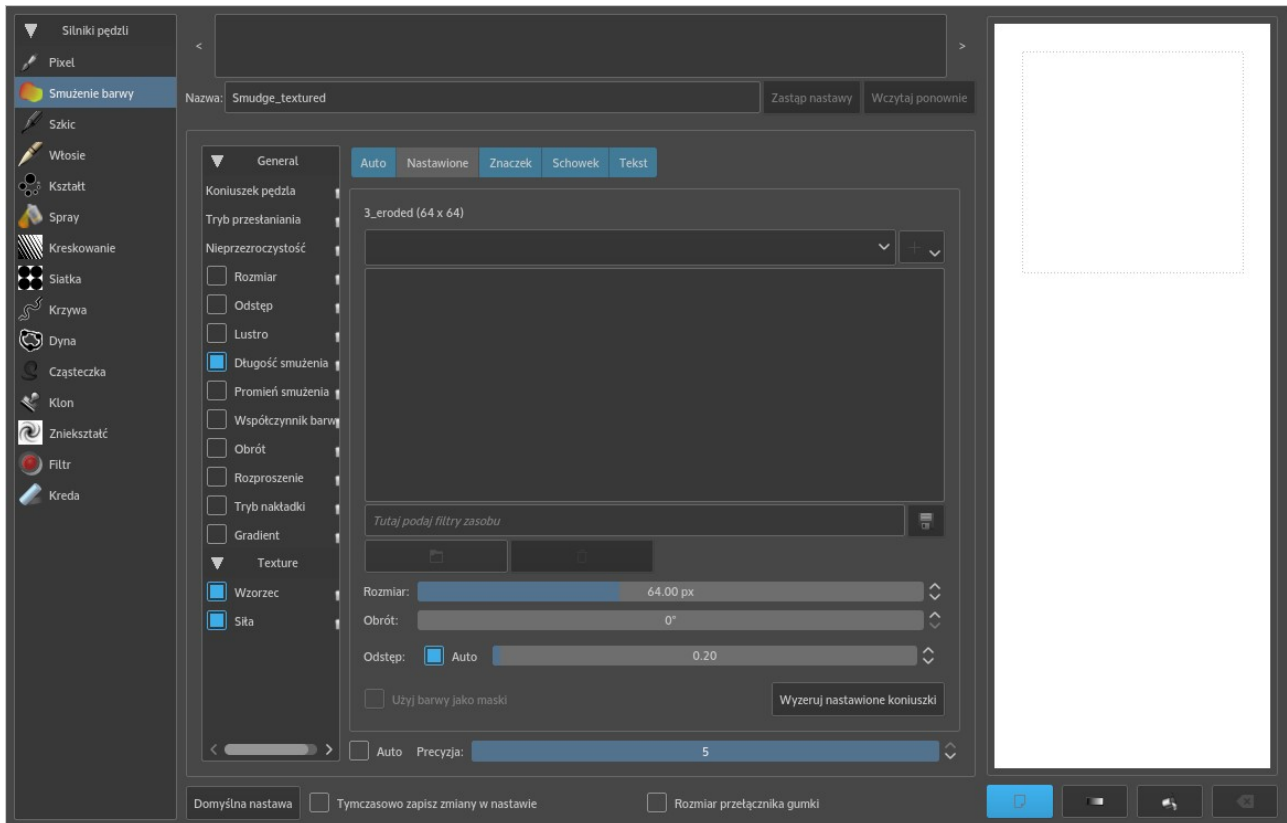 Silniki pędzli
Pixel
Smużenie barwy
Szkic
Włosie
Kształt
Spray
Kreskowanie
Siatka
Krzywa
Dyna
Cząsteczka
Klon
Zniekształć
Filtr
Kreda
<
>
Nazwa: Smudge_textured Zastąp nastawy Wczytaj ponownie
General
Koniuszek pędzla
Tryb przesłaniania
Nieprzezroczystość
Rozmiar
Odstęp
Lustro
Długość smużenia
Promień smużenia
Współczynnik barw
Obrót
Rozproszenie
Tryb nakładki
Gradient
Texture
Wzorzec
Siła
Auto Nastawione Znaczek Schowek Tekst
3_eroded (64 x 64)
Tutaj podaj filtry zasobu
Rozmiar: 64.00 px
Obrót: 0°
Odstęp: Auto 0.20
Użyj barwy jako maski Wyzeruj nastawione koniuszki
Auto Precyzja: 5
Domyślna nastawa Tymczasowo zapisz zmiany w nastawie Rozmiar przełącznika gumki